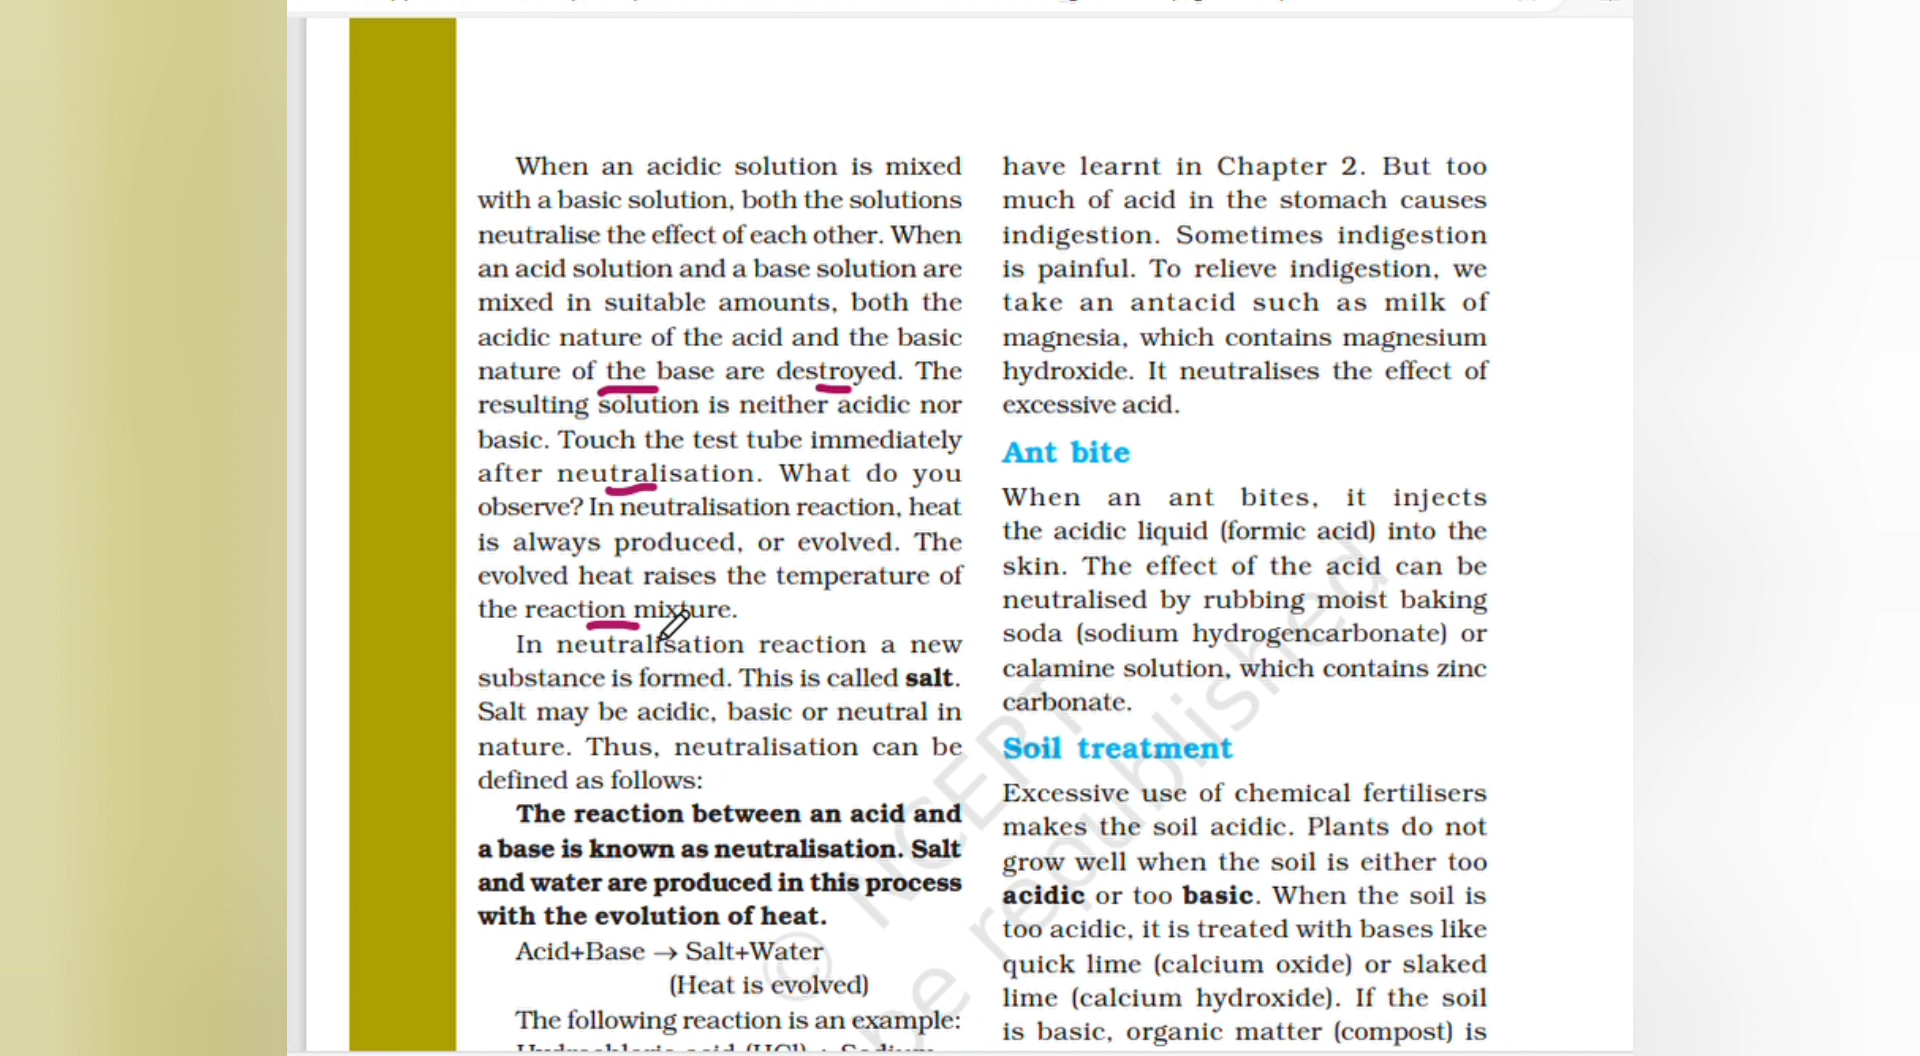 When an acidic solution is mixed
with a basic solution, both the solutions
neutralise the effect of each other. When
an acid solution and a base solution are
mixed in suitable amounts, both the
acidic nature of the acid and the basic
nature of the base are destroyed. The
resulting solution is neither acidic nor
basic. Touch the test tube immediately
after neutralisation. What do you
observe? In neutralisation reaction, heat
is always produced, or evolved. The
evolved heat raises the temperature of
the reaction mixture.
In neutralisation reaction a new
substance is formed. This is called salt.
Salt may be acidic, basic or neutral in
nature. Thus, neutralisation can be
defined as follows:
The reaction between an acid and
a base is known as neutralisation. Salt
and water are produced in this process
with the evolution of heat.
Acid+Base → Salt+Water
(Heat is evolved)
The following reaction is an example:
Hydrochloric acid (HCl) + Sodium
have learnt in Chapter 2. But too
much of acid in the stomach causes
indigestion. Sometimes indigestion
is painful. To relieve indigestion, we
take an antacid such as milk of
magnesia, which contains magnesium
hydroxide. It neutralises the effect of
excessive acid.
Ant bite
When an ant bites, it injects
the acidic liquid (formic acid) into the
skin. The effect of the acid can be
neutralised by rubbing moist baking
soda (sodium hydrogencarbonate) or
calamine solution, which contains zinc
carbonate.
Soil treatment
Excessive use of chemical fertilisers
makes the soil acidic. Plants do not
grow well when the soil is either too
acidic or too basic. When the soil is
too acidic, it is treated with bases like
quick lime (calcium oxide) or slaked
lime (calcium hydroxide). If the soil
is basic, organic matter (compost) is
© NCERT
be republished